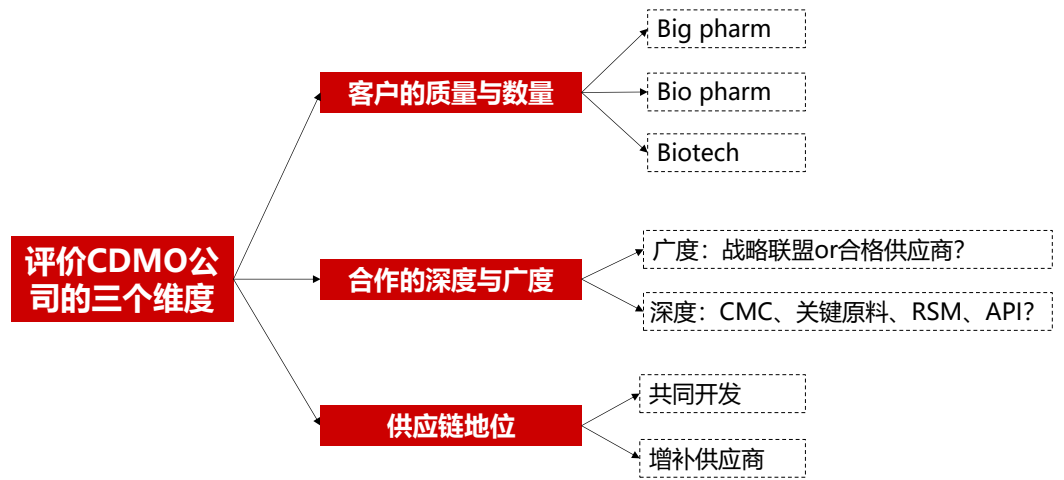 评价CDMO公
司的三个维度
客户的质量与数量
Big pharm
Bio pharm
Biotech
合作的深度与广度
广度：战略联盟or合格供应商？
深度：CMC、关键原料、RSM、API？
供应链地位
共同开发
增补供应商